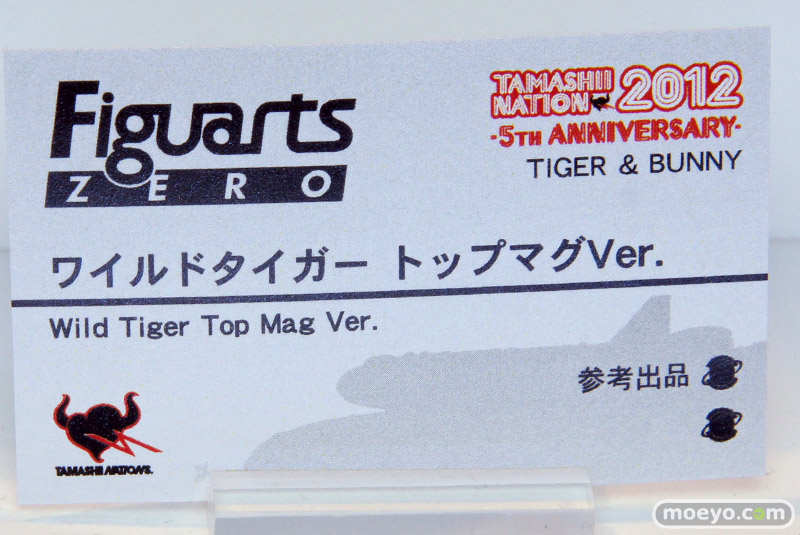 Figuarts
ZERO
TAMASHII
NATION 2012
-5TH ANNIVERSARY-
TIGER & BUNNY
ワイルドタイガー トップマグVer.
Wild Tiger Top Mag Ver.
参考出品
TAMASHII NATIONS
moeyo.com